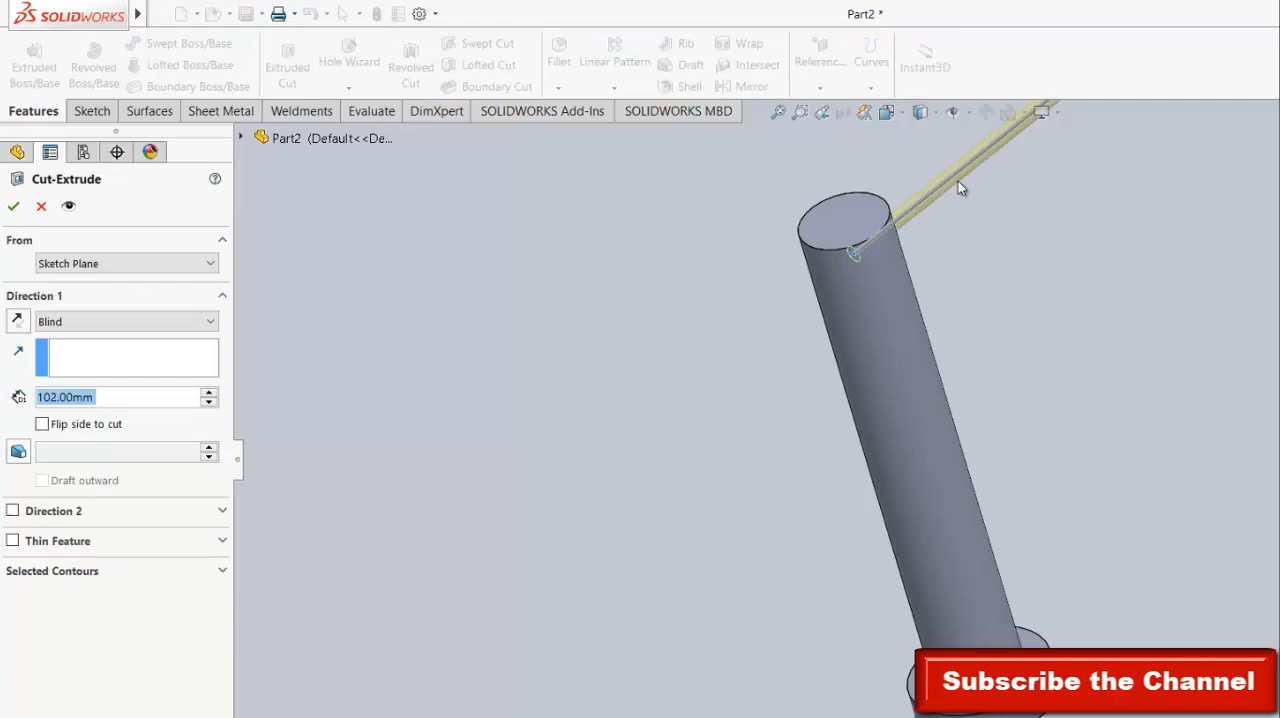 SOLIDWORKS
Part2 *
Extruded Boss/Base
Revolved Boss/Base
Swept Boss/Base
Lofted Boss/Base
Boundary Boss/Base
Extruded Cut
Hole Wizard
Revolved Cut
Swept Cut
Lofted Cut
Boundary Cut
Fillet
Linear Pattern
Rib
Draft
Shell
Wrap
Intersect
Mirror
Referenc...
Curves
Instant3D
Features
Sketch
Surfaces
Sheet Metal
Weldments
Evaluate
DimXpert
SOLIDWORKS Add-Ins
SOLIDWORKS MBD
Part2 (Default<<De...
Cut-Extrude
From
Sketch Plane
Direction 1
Blind
102.00mm
Flip side to cut
Draft outward
Direction 2
Thin Feature
Selected Contours
Subscribe the Channel